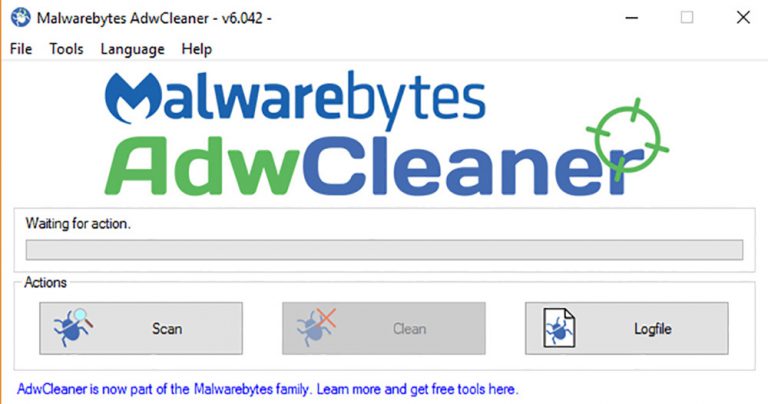 Malwarebytes AdwCleaner - v6.042 -
File Tools Language Help
Malwarebytes
AdwCleaner
Waiting for action.
Actions
Scan Clean Logfile
AdwCleaner is now part of the Malwarebytes family. Learn more and get free tools here.